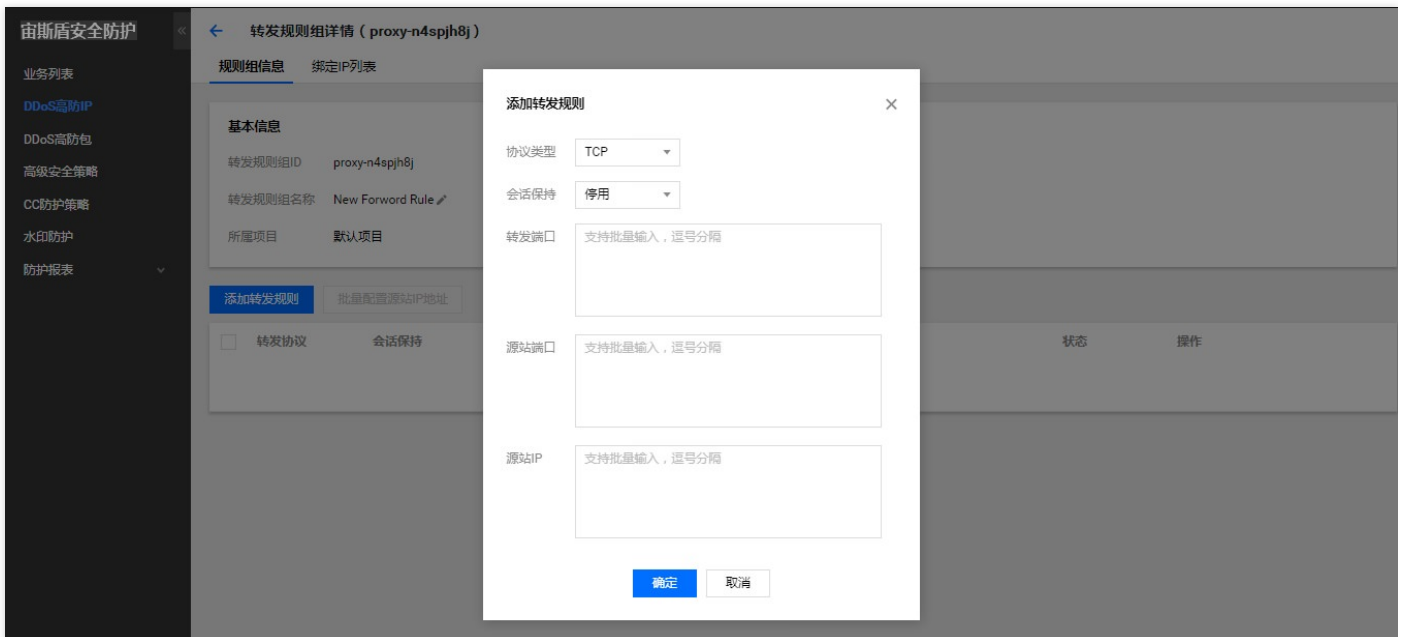 宙斯盾安全防护
业务列表
DDoS高防IP
DDoS高防包
高级安全策略
CC防护策略
水印防护
防护报表
转发规则组详情 ( proxy-n4spjh8j )
规则组信息 绑定IP列表
基本信息
转发规则组ID proxy-n4spjh8j
转发规则组名称 New Forword Rule
所属项目 默认项目
添加转发规则 批量配置源站IP地址
转发协议 会话保持 状态 操作
添加转发规则
协议类型 TCP
会话保持 停用
转发端口 支持批量输入，逗号分隔
源站端口 支持批量输入，逗号分隔
源站IP 支持批量输入，逗号分隔
确定 取消